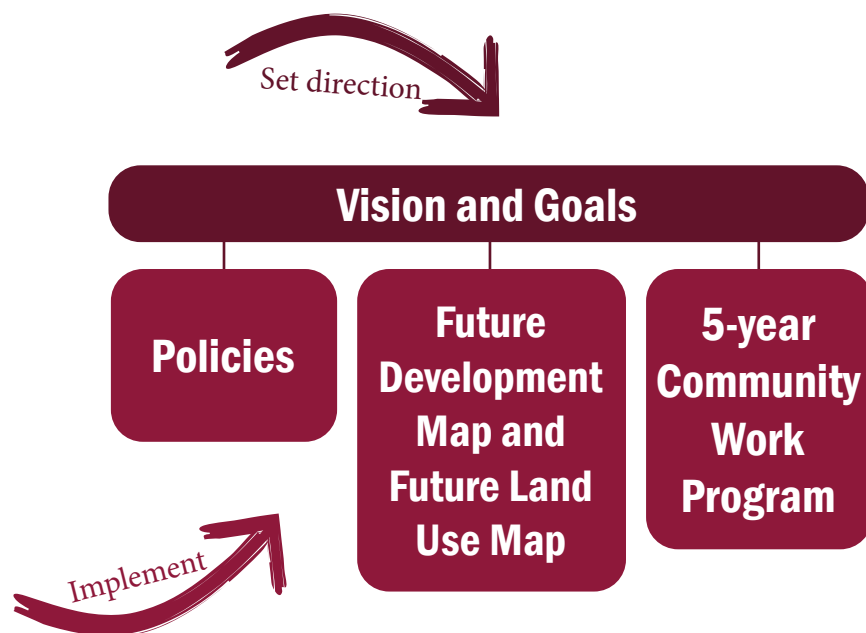 Set direction
Vision and Goals
Policies
Future
Development
Map and
Future Land
Use Map
5-year
Community
Work
Program
Implement